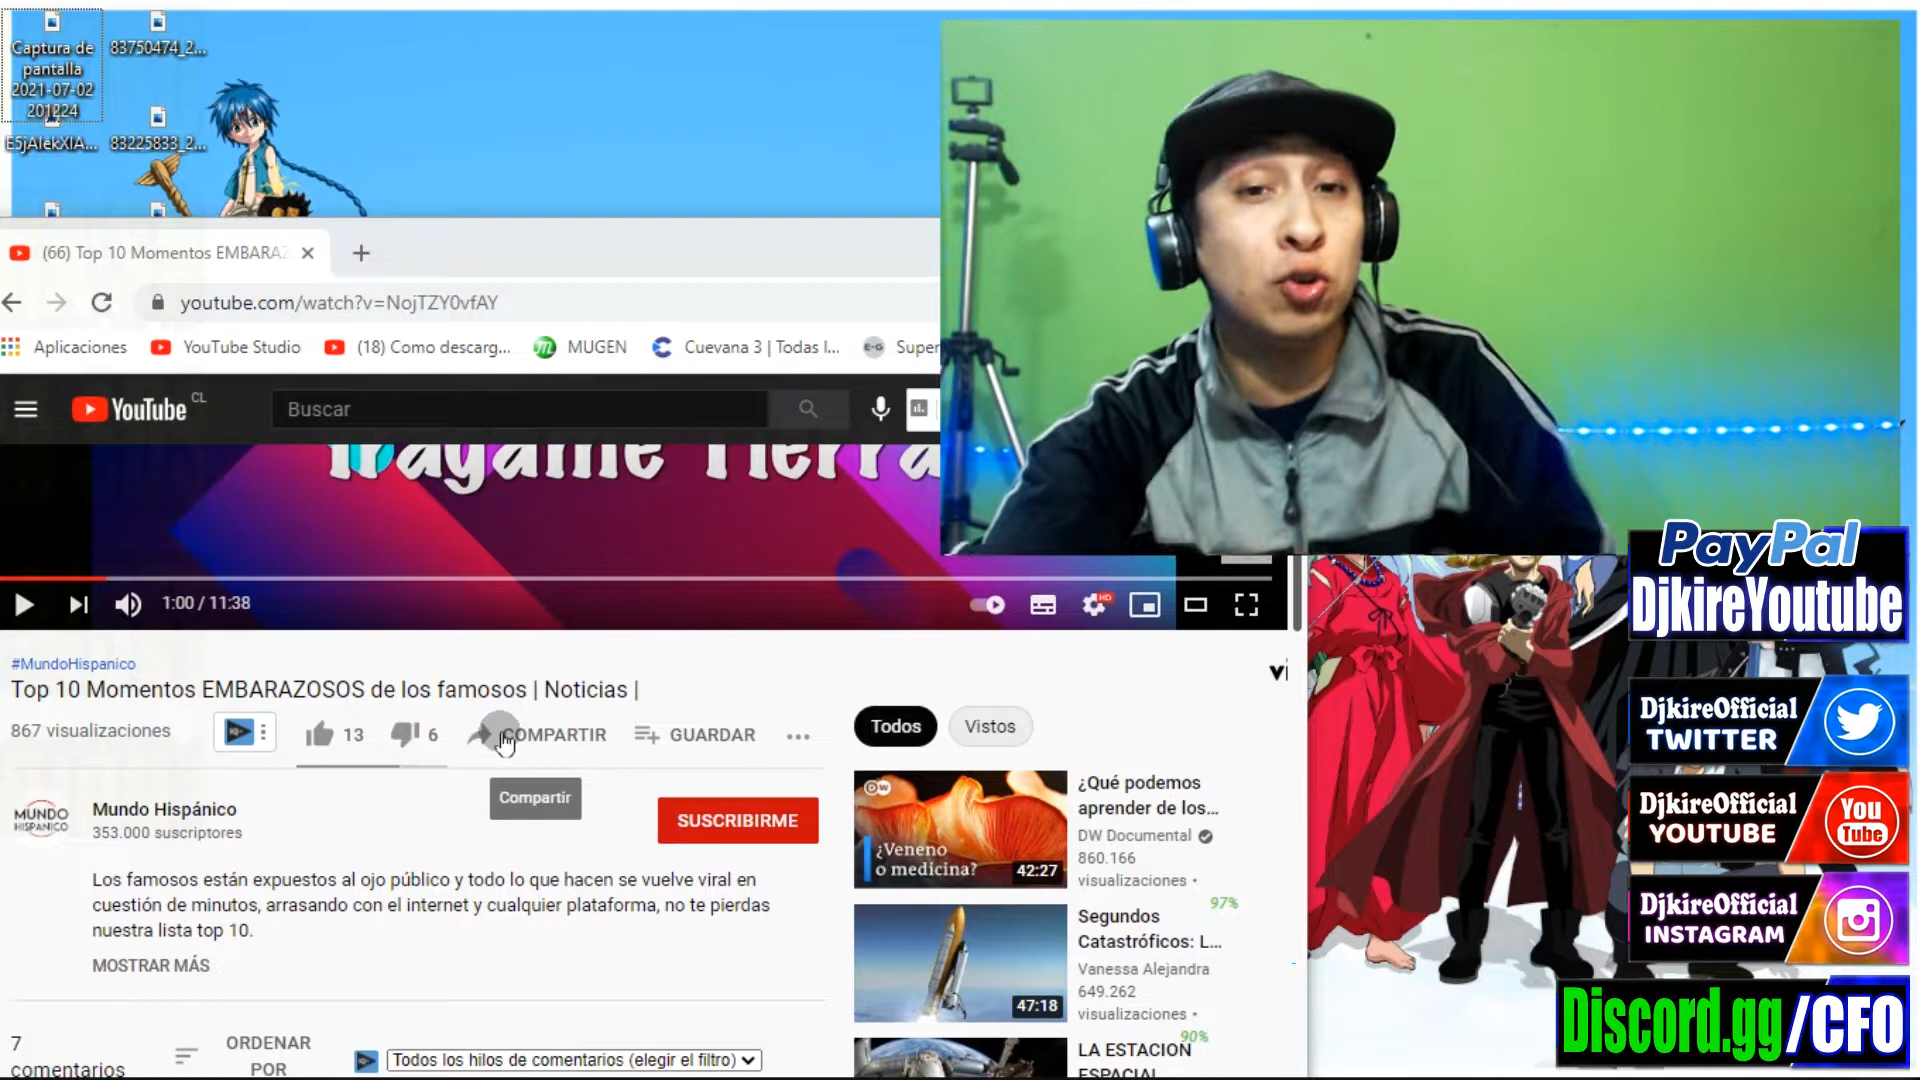 Captura de
pantalla
2021-07-02
201224
83750474_2...
E5jAlekXIA...
83225833_2...
(66) Top 10 Momentos EMBARAZ
youtube.com/watch?v=NojTZY0vfAY
Aplicaciones
YouTube Studio
(18) Como descarg...
MUGEN
Cuevana 3 | Todas l...
E-G
Super
YouTube CL
Buscar
Trágame Tierra
1:00 / 11:38
HD
#MundoHispanico
Top 10 Momentos EMBARAZOSOS de los famosos | Noticias |
867 visualizaciones
13
6
COMPARTIR
GUARDAR
Compartir
MUNDO
HISPANICO
Mundo Hispánico
353.000 suscriptores
SUSCRIBIRME
Los famosos están expuestos al ojo público y todo lo que hacen se vuelve viral en
cuestión de minutos, arrasando con el internet y cualquier plataforma, no te pierdas
nuestra lista top 10.
MOSTRAR MÁS
7
comentarios
ORDENAR
POR
Todos los hilos de comentarios (elegir el filtro)
vi
Todos
Vistos
DW
¿Veneno
o medicina?
42:27
¿Qué podemos
aprender de los...
DW Documental
860.166
visualizaciones •
97%
47:18
Segundos
Catastróficos: L...
Vanessa Alejandra
649.262
visualizaciones •
90%
LA ESTACION
ESPACIAL
PayPal
DjkireYoutube
DjkireOfficial
TWITTER
DjkireOfficial
YOUTUBE
You
Tube
DjkireOfficial
INSTAGRAM
Discord.gg/CFO